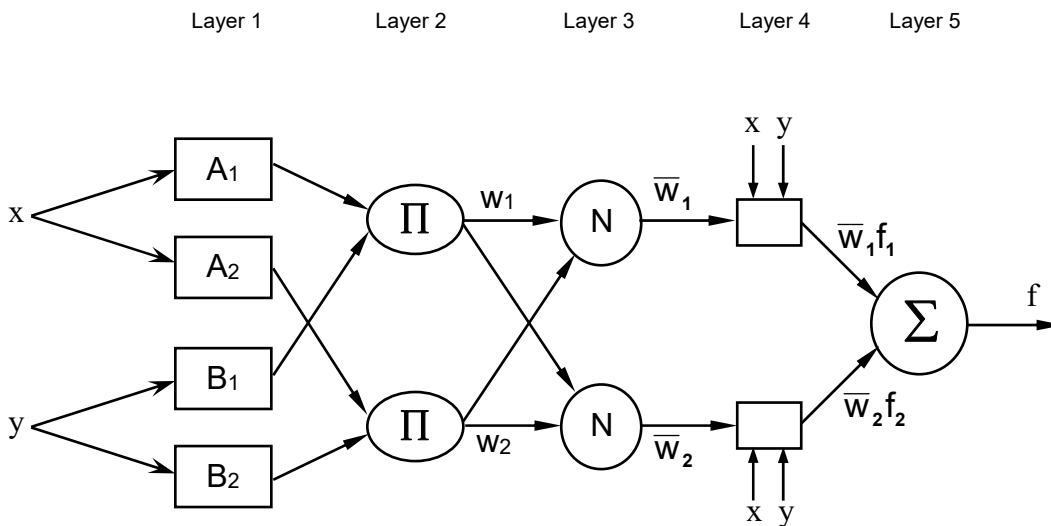 Layer 1 Layer 2 Layer 3 Layer 4 Layer 5
x y
A1
x
w1
w̅1
Π
N
A2
w̅1f1
f
Σ
B1
w̅2f2
y
Π
N
w2
w̅2
B2
x y